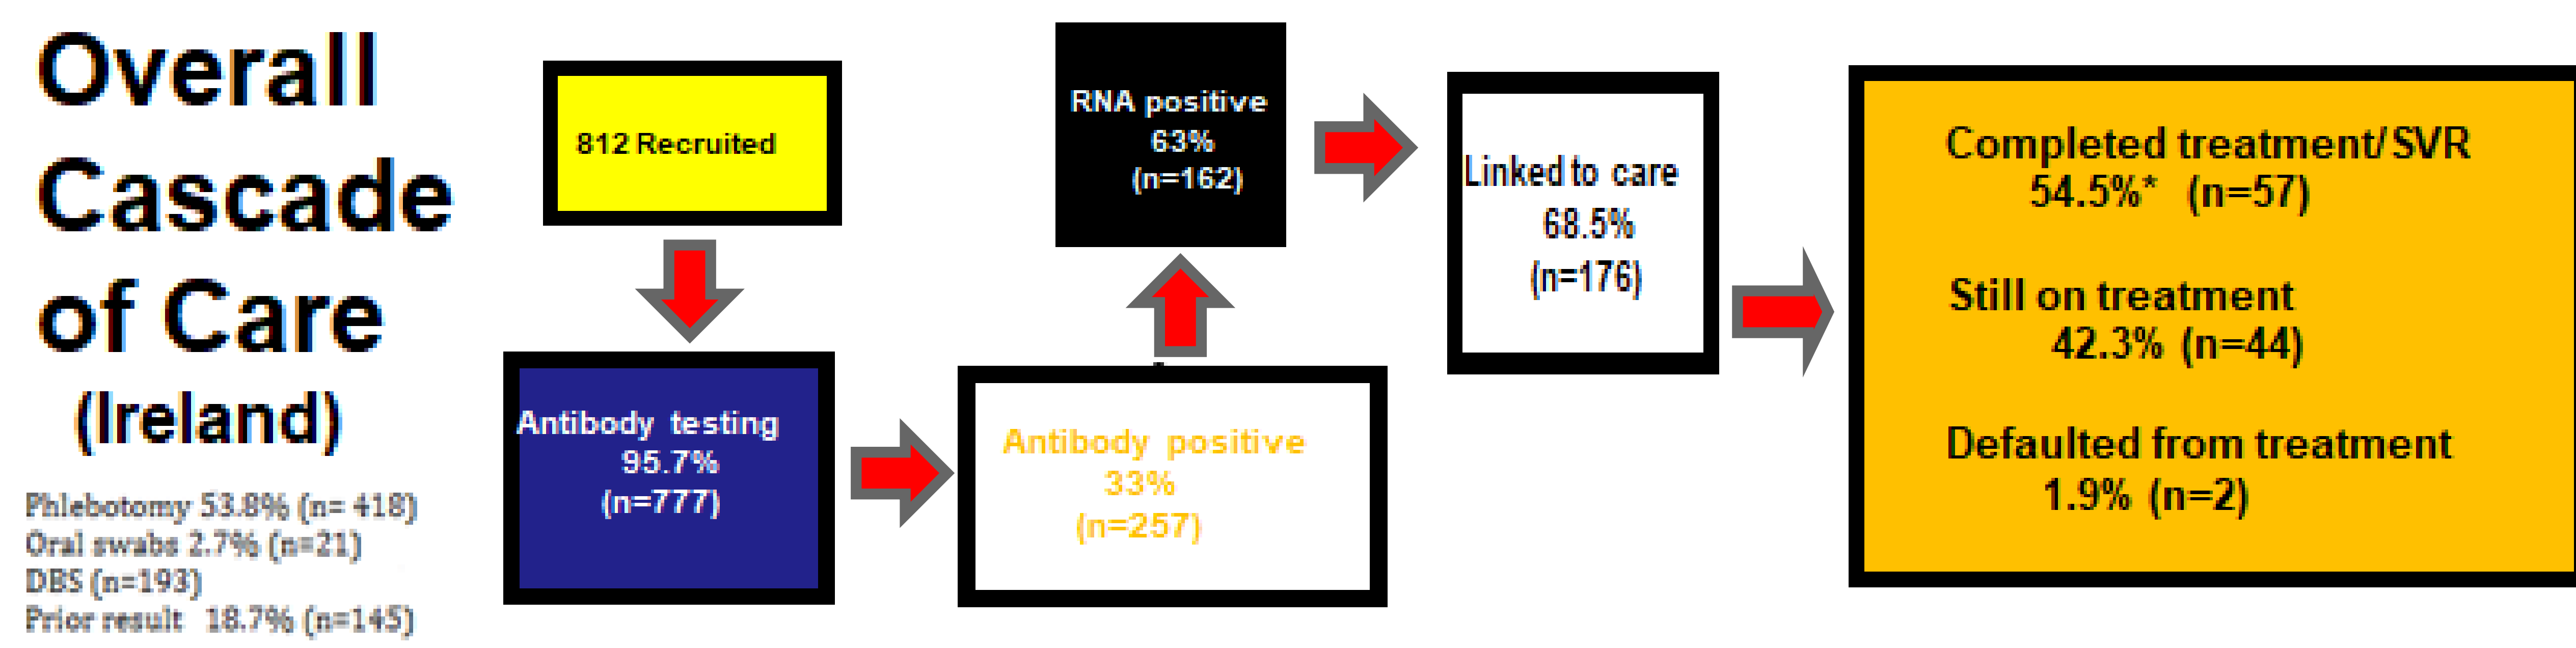 Overall
Cascade
of Care
(Ireland)
Phlebotomy 53.8% (n= 418)
Oral swabs 2.7% (n=21)
DBS (n=193)
Prior result 18.7% (n=145)
812 Recruited
Antibody testing
95.7%
(n=777)
Antibody positive
33%
(n=257)
RNA positive
63%
(n=162)
Linked to care
68.5%
(n=176)
Completed treatment/SVR
54.5%* (n=57)
Still on treatment
42.3% (n=44)
Defaulted from treatment
1.9% (n=2)